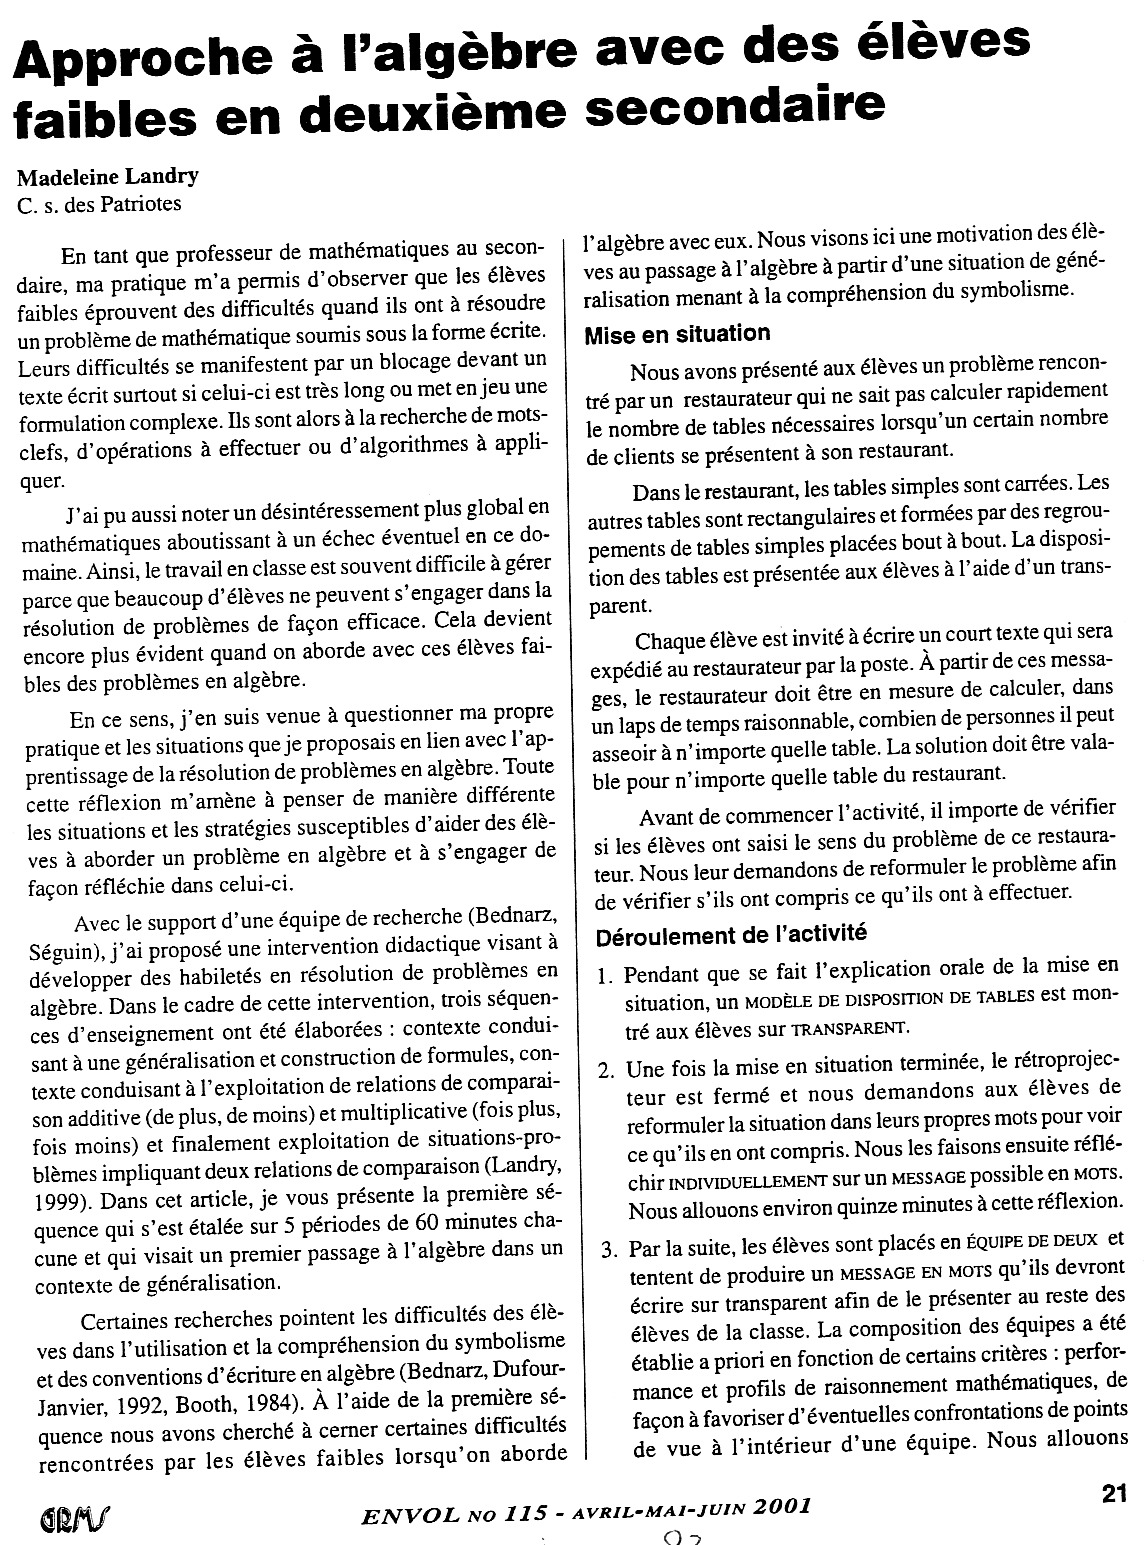 Approche à l'algèbre avec des élèves
faibles en deuxième secondaire
Madeleine Landry
C. s. des Patriotes
En tant que professeur de mathématiques au secon-
daire, ma pratique m'a permis d'observer que les élèves
faibles éprouvent des difficultés quand ils ont à résoudre
un problème de mathématique soumis sous la forme écrite.
Leurs difficultés se manifestent par un blocage devant un
texte écrit surtout si celui-ci est très long ou met en jeu une
formulation complexe. Ils sont alors à la recherche de mots-
clefs, d'opérations à effectuer ou d'algorithmes à appli-
quer.
J'ai pu aussi noter un désintéressement plus global en
mathématiques aboutissant à un échec éventuel en ce do-
maine. Ainsi, le travail en classe est souvent difficile à gérer
parce que beaucoup d'élèves ne peuvent s'engager dans la
résolution de problèmes de façon efficace. Cela devient
encore plus évident quand on aborde avec ces élèves fai-
bles des problèmes en algèbre.
En ce sens, j'en suis venue à questionner ma propre
pratique et les situations que je proposais en lien avec l'ap-
prentissage de la résolution de problèmes en algèbre. Toute
cette réflexion m'amène à penser de manière différente
les situations et les stratégies susceptibles d'aider des élè-
ves à aborder un problème en algèbre et à s'engager de
façon réfléchie dans celui-ci.
Avec le support d'une équipe de recherche (Bednarz,
Séguin), j'ai proposé une intervention didactique visant à
développer des habiletés en résolution de problèmes en
algèbre. Dans le cadre de cette intervention, trois séquen-
ces d'enseignement ont été élaborées : contexte condui-
sant à une généralisation et construction de formules, con-
texte conduisant à l'exploitation de relations de comparai-
son additive (de plus, de moins) et multiplicative (fois plus,
fois moins) et finalement exploitation de situations-pro-
blèmes impliquant deux relations de comparaison (Landry,
1999). Dans cet article, je vous présente la première sé-
quence qui s'est étalée sur 5 périodes de 60 minutes cha-
cune et qui visait un premier passage à l'algèbre dans un
contexte de généralisation.
Certaines recherches pointent les difficultés des élè-
ves dans l'utilisation et la compréhension du symbolisme
et des conventions d'écriture en algèbre (Bednarz, Dufour-
Janvier, 1992, Booth, 1984). À l'aide de la première sé-
quence nous avons cherché à cerner certaines difficultés
rencontrées par les élèves faibles lorsqu'on aborde
l'algèbre avec eux. Nous visons ici une motivation des élè-
ves au passage à l'algèbre à partir d'une situation de géné-
ralisation menant à la compréhension du symbolisme.
Mise en situation
Nous avons présenté aux élèves un problème rencon-
tré par un restaurateur qui ne sait pas calculer rapidement
le nombre de tables nécessaires lorsqu'un certain nombre
de clients se présentent à son restaurant.
Dans le restaurant, les tables simples sont carrées. Les
autres tables sont rectangulaires et formées par des regrou-
pements de tables simples placées bout à bout. La disposi-
tion des tables est présentée aux élèves à l'aide d'un trans-
parent.
Chaque élève est invité à écrire un court texte qui sera
expédié au restaurateur par la poste. À partir de ces messa-
ges, le restaurateur doit être en mesure de calculer, dans
un laps de temps raisonnable, combien de personnes il peut
asseoir à n'importe quelle table. La solution doit être vala-
ble pour n'importe quelle table du restaurant.
Avant de commencer l'activité, il importe de vérifier
si les élèves ont saisi le sens du problème de ce restaura-
teur. Nous leur demandons de reformuler le problème afin
de vérifier s'ils ont compris ce qu'ils ont à effectuer.
Déroulement de l'activité
1. Pendant que se fait l'explication orale de la mise en
situation, un MODÈLE DE DISPOSITION DE TABLES est mon-
tré aux élèves sur TRANSPARENT.
2. Une fois la mise en situation terminée, le rétroprojec-
teur est fermé et nous demandons aux élèves de
reformuler la situation dans leurs propres mots pour voir
ce qu'ils en ont compris. Nous les faisons ensuite réflé-
chir INDIVIDUELLEMENT sur un MESSAGE possible en MOTS.
Nous allouons environ quinze minutes à cette réflexion.
3. Par la suite, les élèves sont placés en ÉQUIPE DE DEUX et
tentent de produire un MESSAGE EN MOTS qu'ils devront
écrire sur transparent afin de le présenter au reste des
élèves de la classe. La composition des équipes a été
établie a priori en fonction de certains critères : perfor-
mance et profils de raisonnement mathématiques, de
façon à favoriser d'éventuelles confrontations de points
de vue à l'intérieur d'une équipe. Nous allouons
GRMS
ENVOL NO 115 - AVRIL-MAI-JUIN 2001
21